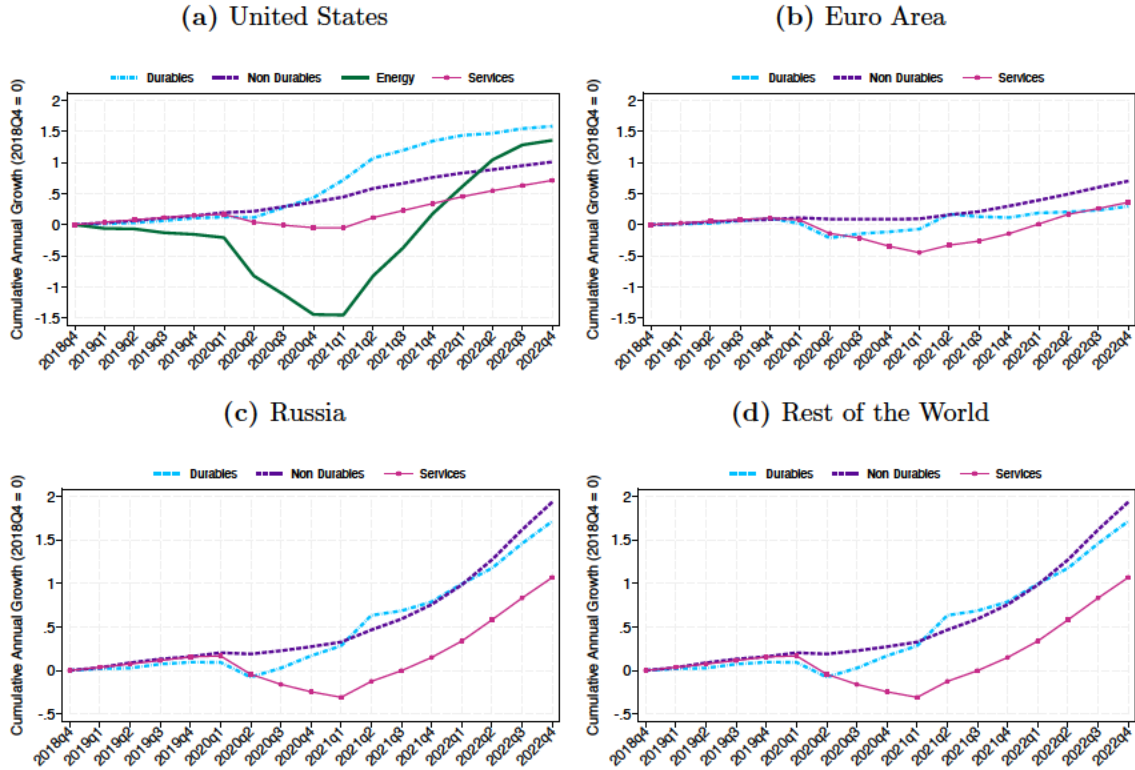 (a) United States
Durables Non Durables Energy Services
Cumulative Annual Growth (2018Q4 = 0)
2
1.5
1
.5
0
-.5
-1
-1.5
2018q4 2019q1 2019q2 2019q3 2019q4 2020q1 2020q2 2020q3 2020q4 2021q1 2021q2 2021q3 2021q4 2022q1 2022q2 2022q3 2022q4
(b) Euro Area
Durables Non Durables Services
Cumulative Annual Growth (2018Q4 = 0)
2
1.5
1
.5
0
-.5
-1
-1.5
2018q4 2019q1 2019q2 2019q3 2019q4 2020q1 2020q2 2020q3 2020q4 2021q1 2021q2 2021q3 2021q4 2022q1 2022q2 2022q3 2022q4
(c) Russia
Durables Non Durables Services
Cumulative Annual Growth (2018Q4 = 0)
2
1.5
1
.5
0
-.5
2018q4 2019q1 2019q2 2019q3 2019q4 2020q1 2020q2 2020q3 2020q4 2021q1 2021q2 2021q3 2021q4 2022q1 2022q2 2022q3 2022q4
(d) Rest of the World
Durables Non Durables Services
Cumulative Annual Growth (2018Q4 = 0)
2
1.5
1
.5
0
-.5
2018q4 2019q1 2019q2 2019q3 2019q4 2020q1 2020q2 2020q3 2020q4 2021q1 2021q2 2021q3 2021q4 2022q1 2022q2 2022q3 2022q4